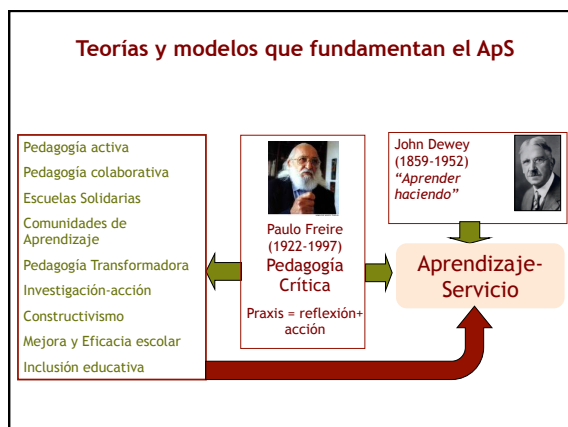 Teorías y modelos que fundamentan el ApS
Pedagogía activa
Pedagogía colaborativa
Escuelas Solidarias
Comunidades de
Aprendizaje
Pedagogía Transformadora
Investigación-acción
Constructivismo
Mejora y Eficacia escolar
Inclusión educativa
Paulo Freire
(1922-1997)
Pedagogía
Crítica
Praxis = reflexión+
acción
John Dewey
(1859-1952)
“Aprender
haciendo”
Aprendizaje-
Servicio